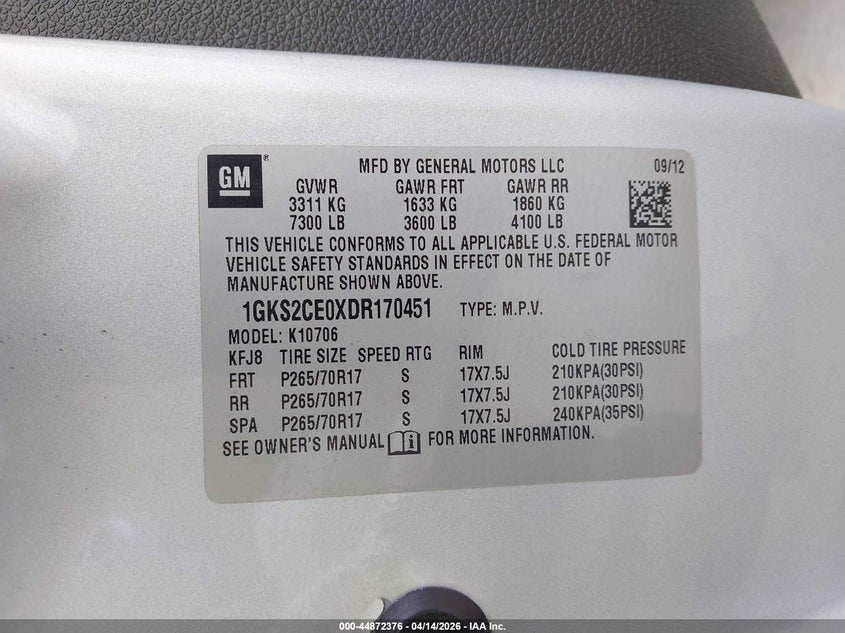 GM ®
MFD BY GENERAL MOTORS LLC 09/12
GVWR GAWR FRT GAWR RR
3311 KG 1633 KG 1860 KG
7300 LB 3600 LB 4100 LB
THIS VEHICLE CONFORMS TO ALL APPLICABLE U.S. FEDERAL MOTOR
VEHICLE SAFETY STANDARDS IN EFFECT ON THE DATE OF
MANUFACTURE SHOWN ABOVE.
1GKS2CE0XDR170451 TYPE: M.P.V.
MODEL: K10706
KFJ8 TIRE SIZE SPEED RTG RIM COLD TIRE PRESSURE
FRT P265/70R17 S 17X7.5J 210KPA(30PSI)
RR P265/70R17 S 17X7.5J 210KPA(30PSI)
SPA P265/70R17 S 17X7.5J 240KPA(35PSI)
SEE OWNER'S MANUAL i FOR MORE INFORMATION.
000-44872376 - 04/14/2026 - IAA Inc.